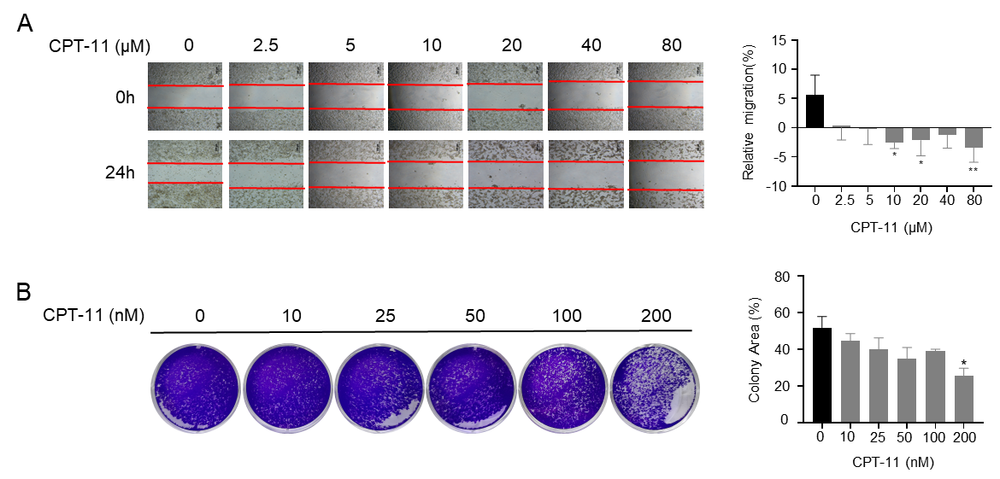 A
CPT-11 (µM) 0 2.5 5 10 20 40 80
0h
24h
Relative migration(%)
15
10
5
0
-5
-10
* * **
0 2.5 5 10 20 40 80
CPT-11 (µM)
B
CPT-11 (nM) 0 10 25 50 100 200
Colony Area (%)
80
60
40
20
0
*
0 10 25 50 100 200
CPT-11 (nM)